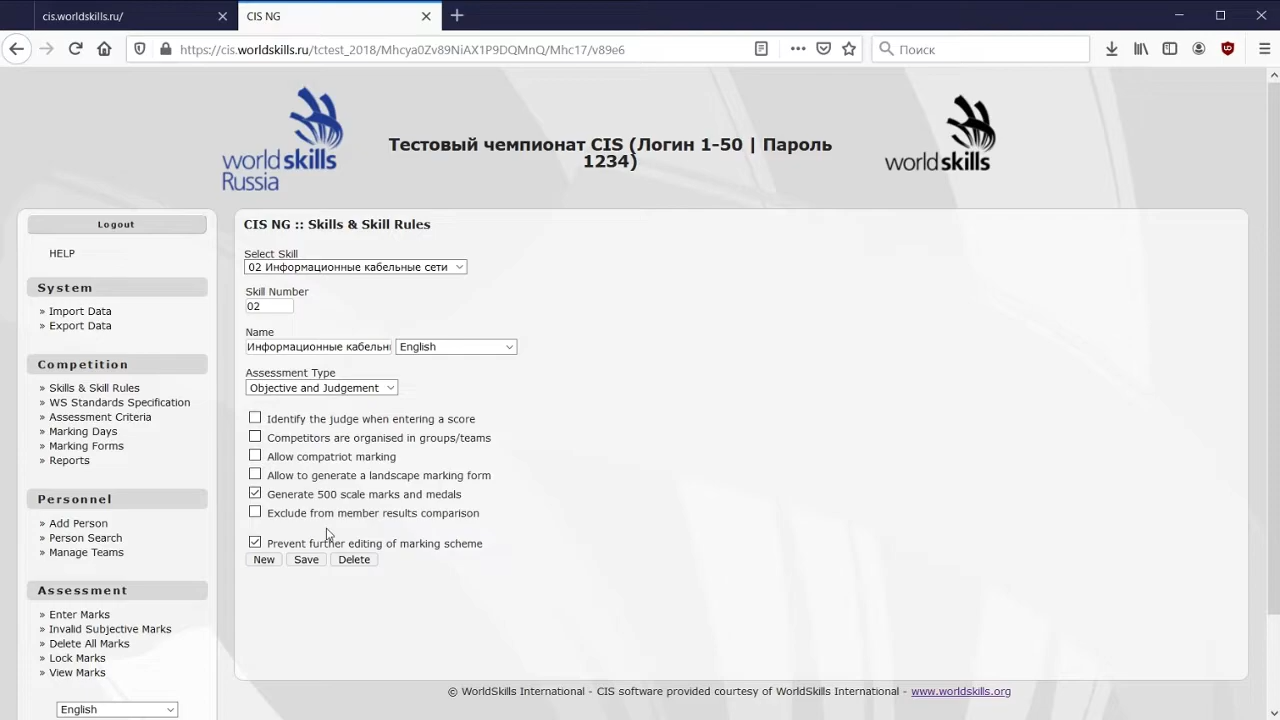 cis.worldskills.ru/
CIS NG
https://cis.worldskills.ru/tctest_2018/Mhcya0Zv89NiAX1P9DQMnQ/Mhc17/v89e6
Поиск
world skills
Russia
Тестовый чемпионат CIS (Логин 1-50 | Пароль
1234)
worldskills
Logout
HELP
System
» Import Data
» Export Data
Competition
» Skills & Skill Rules
» WS Standards Specification
» Assessment Criteria
» Marking Days
» Marking Forms
» Reports
Personnel
» Add Person
» Person Search
» Manage Teams
Assessment
» Enter Marks
» Invalid Subjective Marks
» Delete All Marks
» Lock Marks
» View Marks
English
CIS NG :: Skills & Skill Rules
Select Skill
02 Информационные кабельные сети
Skill Number
02
Name
Информационные кабельн English
Assessment Type
Objective and Judgement
Identify the judge when entering a score
Competitors are organised in groups/teams
Allow compatriot marking
Allow to generate a landscape marking form
Generate 500 scale marks and medals
Exclude from member results comparison
Prevent further editing of marking scheme
New Save Delete
© WorldSkills International - CIS software provided courtesy of WorldSkills International - www.worldskills.org